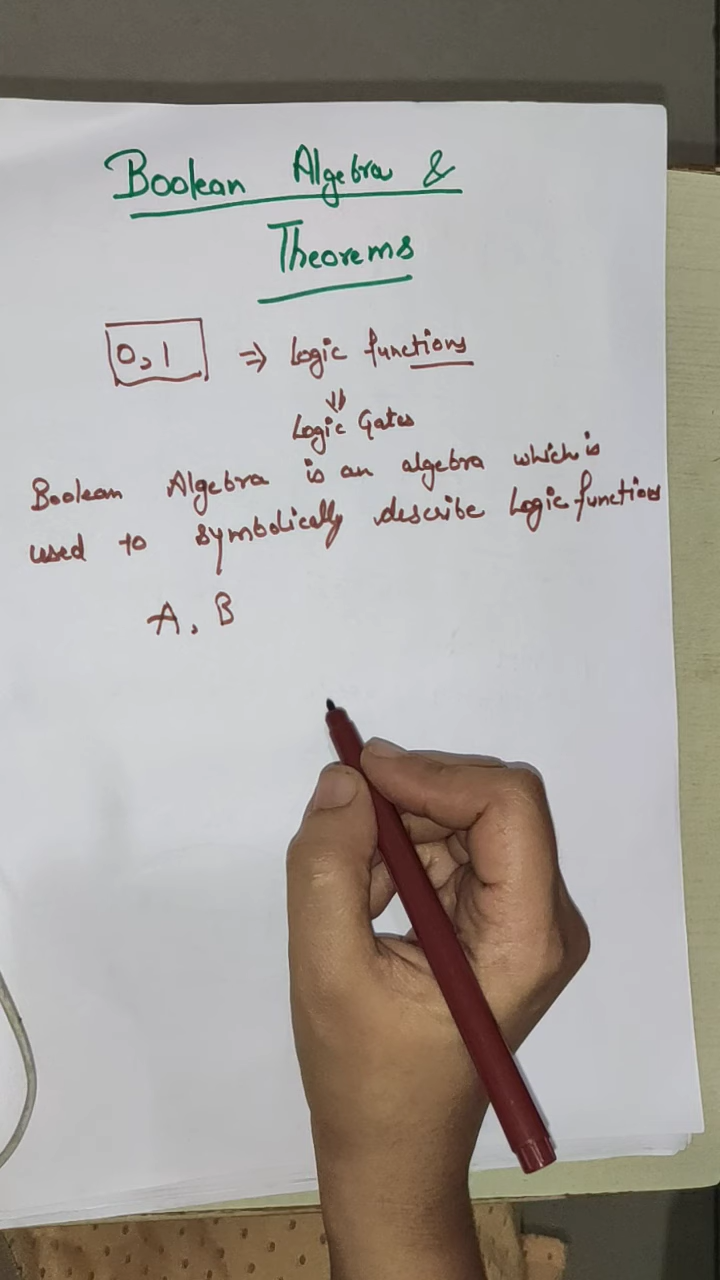 Boolean Algebra &
Theorems
0, 1 ⇒ Logic functions
⇓
Logic Gates
Boolean Algebra is an algebra which is
used to symbolically describe Logic functions
A, B